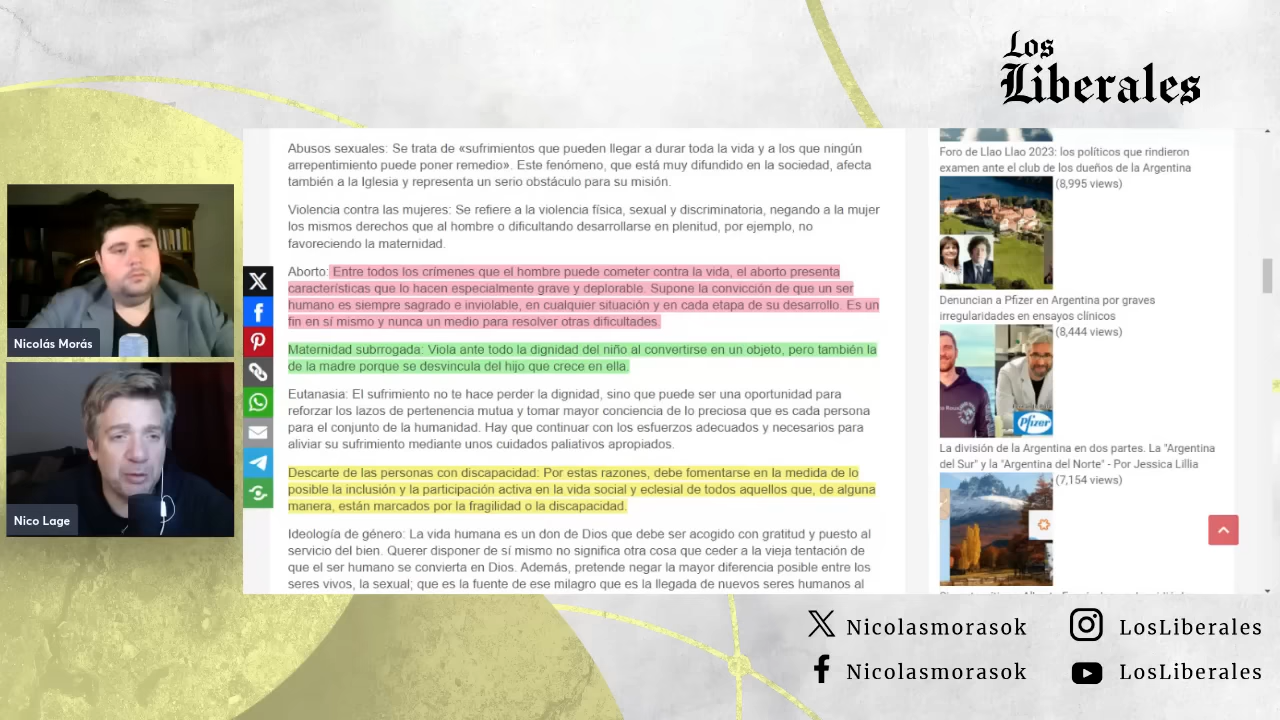 Los
Liberales
Abusos sexuales: Se trata de «sufrimientos que pueden llegar a durar toda la vida y a los que ningún
arrepentimiento puede poner remedio». Este fenómeno, que está muy difundido en la sociedad, afecta
también a la Iglesia y representa un serio obstáculo para su misión.
Violencia contra las mujeres: Se refiere a la violencia física, sexual y discriminatoria, negando a la mujer
los mismos derechos que al hombre o dificultando desarrollarse en plenitud, por ejemplo, no
favoreciendo la maternidad.
Aborto: Entre todos los crímenes que el hombre puede cometer contra la vida, el aborto presenta
características que lo hacen especialmente grave y deplorable. Supone la convicción de que un ser
humano es siempre sagrado e inviolable, en cualquier situación y en cada etapa de su desarrollo. Es un
fin en sí mismo y nunca un medio para resolver otras dificultades.
Maternidad subrrogada: Viola ante todo la dignidad del niño al convertirse en un objeto, pero también la
de la madre porque se desvincula del hijo que crece en ella.
Eutanasia: El sufrimiento no te hace perder la dignidad, sino que puede ser una oportunidad para
reforzar los lazos de pertenencia mutua y tomar mayor conciencia de lo preciosa que es cada persona
para el conjunto de la humanidad. Hay que continuar con los esfuerzos adecuados y necesarios para
aliviar su sufrimiento mediante unos cuidados paliativos apropiados.
Descarte de las personas con discapacidad: Por estas razones, debe fomentarse en la medida de lo
posible la inclusión y la participación activa en la vida social y eclesial de todos aquellos que, de alguna
manera, están marcados por la fragilidad o la discapacidad.
Ideología de género: La vida humana es un don de Dios que debe ser acogido con gratitud y puesto al
servicio del bien. Querer disponer de sí mismo no significa otra cosa que ceder a la vieja tentación de
que el ser humano se convierta en Dios. Además, pretende negar la mayor diferencia posible entre los
seres vivos, la sexual; que es la fuente de ese milagro que es la llegada de nuevos seres humanos al
Foro de Llao Llao 2023: los políticos que rindieron
examen ante el club de los dueños de la Argentina
(8,995 views)
Denuncian a Pfizer en Argentina por graves
irregularidades en ensayos clínicos
(8,444 views)
Pfizer
La división de la Argentina en dos partes. La "Argentina
del Sur" y la "Argentina del Norte" - Por Jessica Lillia
(7,154 views)
Nicolás Morás
Nico Lage
Nicolasmorasok
LosLiberales
Nicolasmorasok
LosLiberales